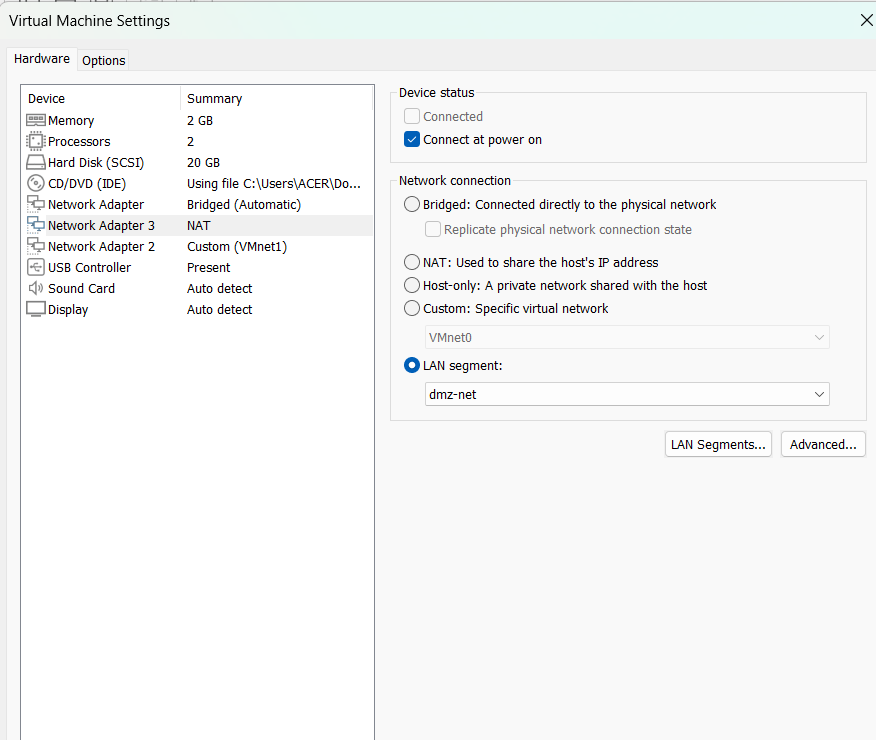 Virtual Machine Settings
Hardware Options
Device Summary
Memory 2 GB
Processors 2
Hard Disk (SCSI) 20 GB
CD/DVD (IDE) Using file C:\Users\ACER\Do...
Network Adapter Bridged (Automatic)
Network Adapter 3 NAT
Network Adapter 2 Custom (VMnet1)
USB Controller Present
Sound Card Auto detect
Display Auto detect
Device status
Connected
Connect at power on
Network connection
Bridged: Connected directly to the physical network
Replicate physical network connection state
NAT: Used to share the host's IP address
Host-only: A private network shared with the host
Custom: Specific virtual network
VMnet0
LAN segment:
dmz-net
LAN Segments... Advanced...